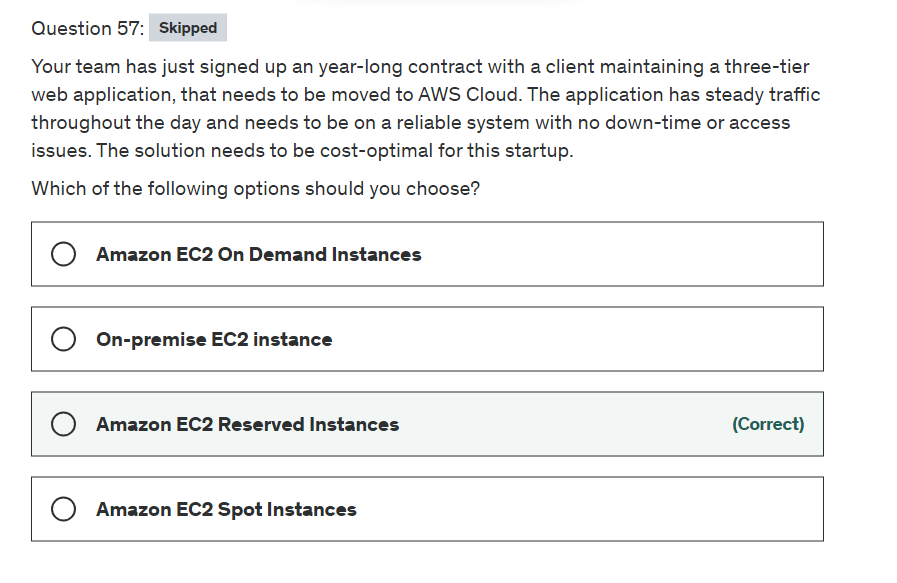 Question 57: Skipped
Your team has just signed up an year-long contract with a client maintaining a three-tier
web application, that needs to be moved to AWS Cloud. The application has steady traffic
throughout the day and needs to be on a reliable system with no down-time or access
issues. The solution needs to be cost-optimal for this startup.
Which of the following options should you choose?
Amazon EC2 On Demand Instances
On-premise EC2 instance
Amazon EC2 Reserved Instances (Correct)
Amazon EC2 Spot Instances